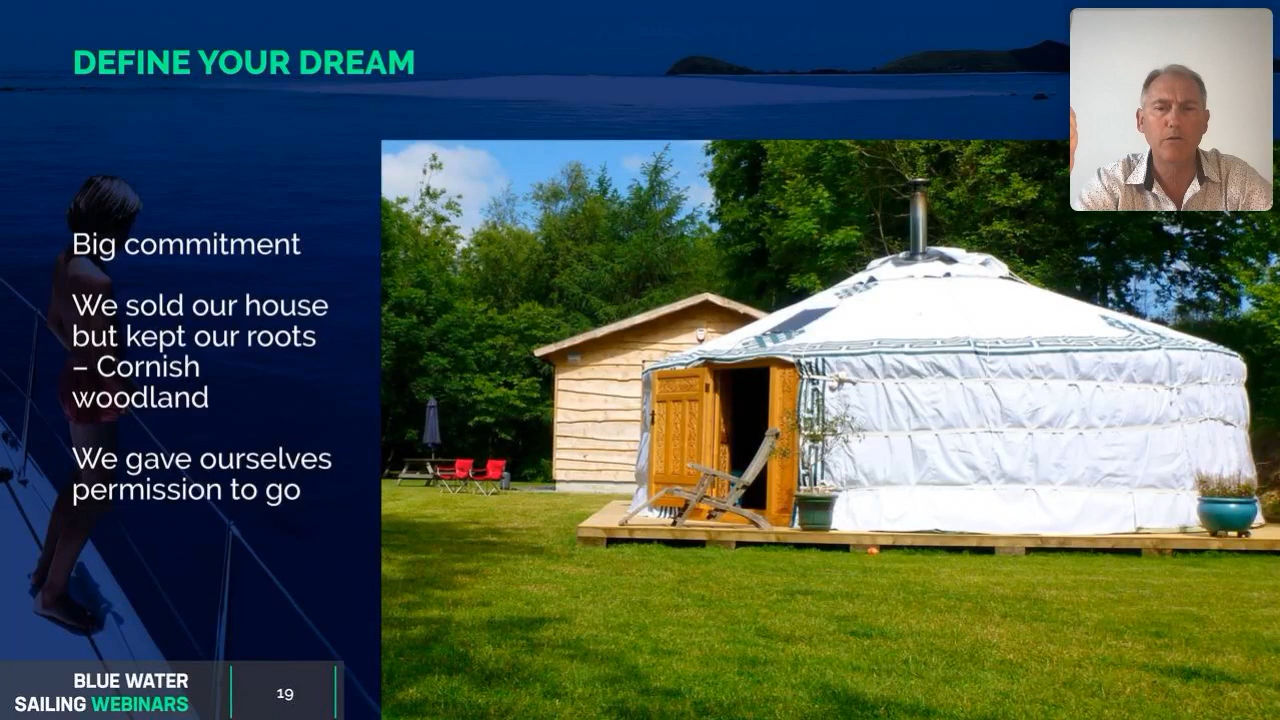 DEFINE YOUR DREAM
Big commitment
We sold our house
but kept our roots
– Cornish
woodland
We gave ourselves
permission to go
BLUE WATER
SAILING WEBINARS
19